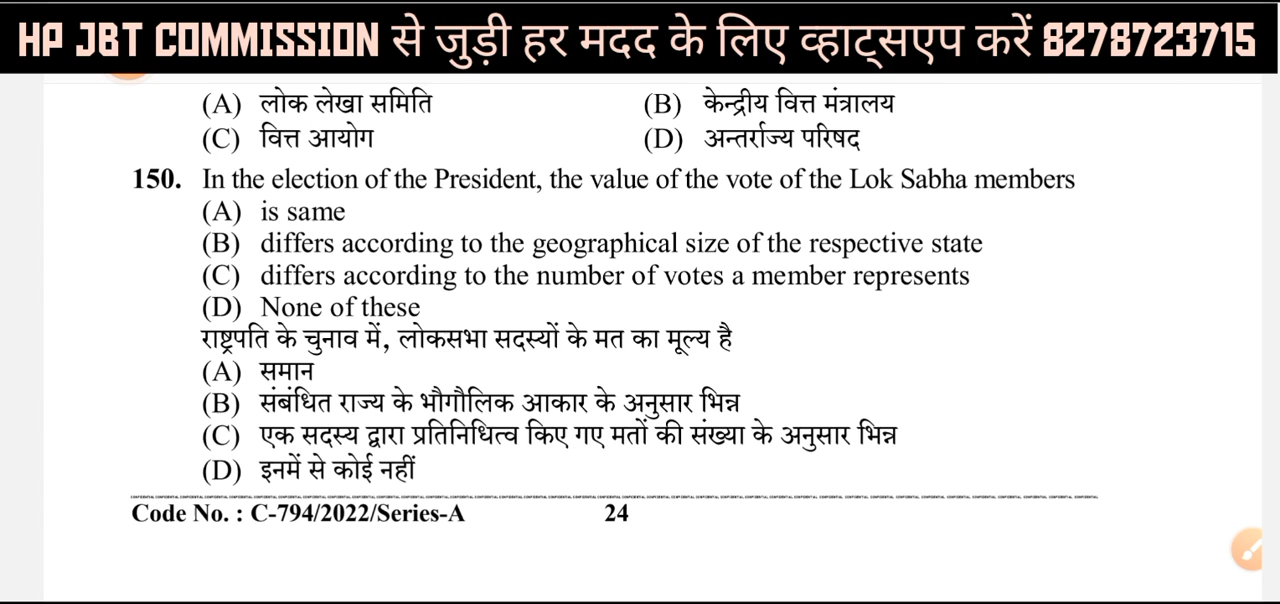 HP JBT COMMISSION से जुड़ी हर मदद के लिए व्हाट्सएप करें 8278723715
(A) लोक लेखा समिति (B) केन्द्रीय वित्त मंत्रालय
(C) वित्त आयोग (D) अन्तर्राज्य परिषद
150. In the election of the President, the value of the vote of the Lok Sabha members
(A) is same
(B) differs according to the geographical size of the respective state
(C) differs according to the number of votes a member represents
(D) None of these
राष्ट्रपति के चुनाव में, लोकसभा सदस्यों के मत का मूल्य है
(A) समान
(B) संबंधित राज्य के भौगौलिक आकार के अनुसार भिन्न
(C) एक सदस्य द्वारा प्रतिनिधित्व किए गए मतों की संख्या के अनुसार भिन्न
(D) इनमें से कोई नहीं
Code No. : C-794/2022/Series-A 24